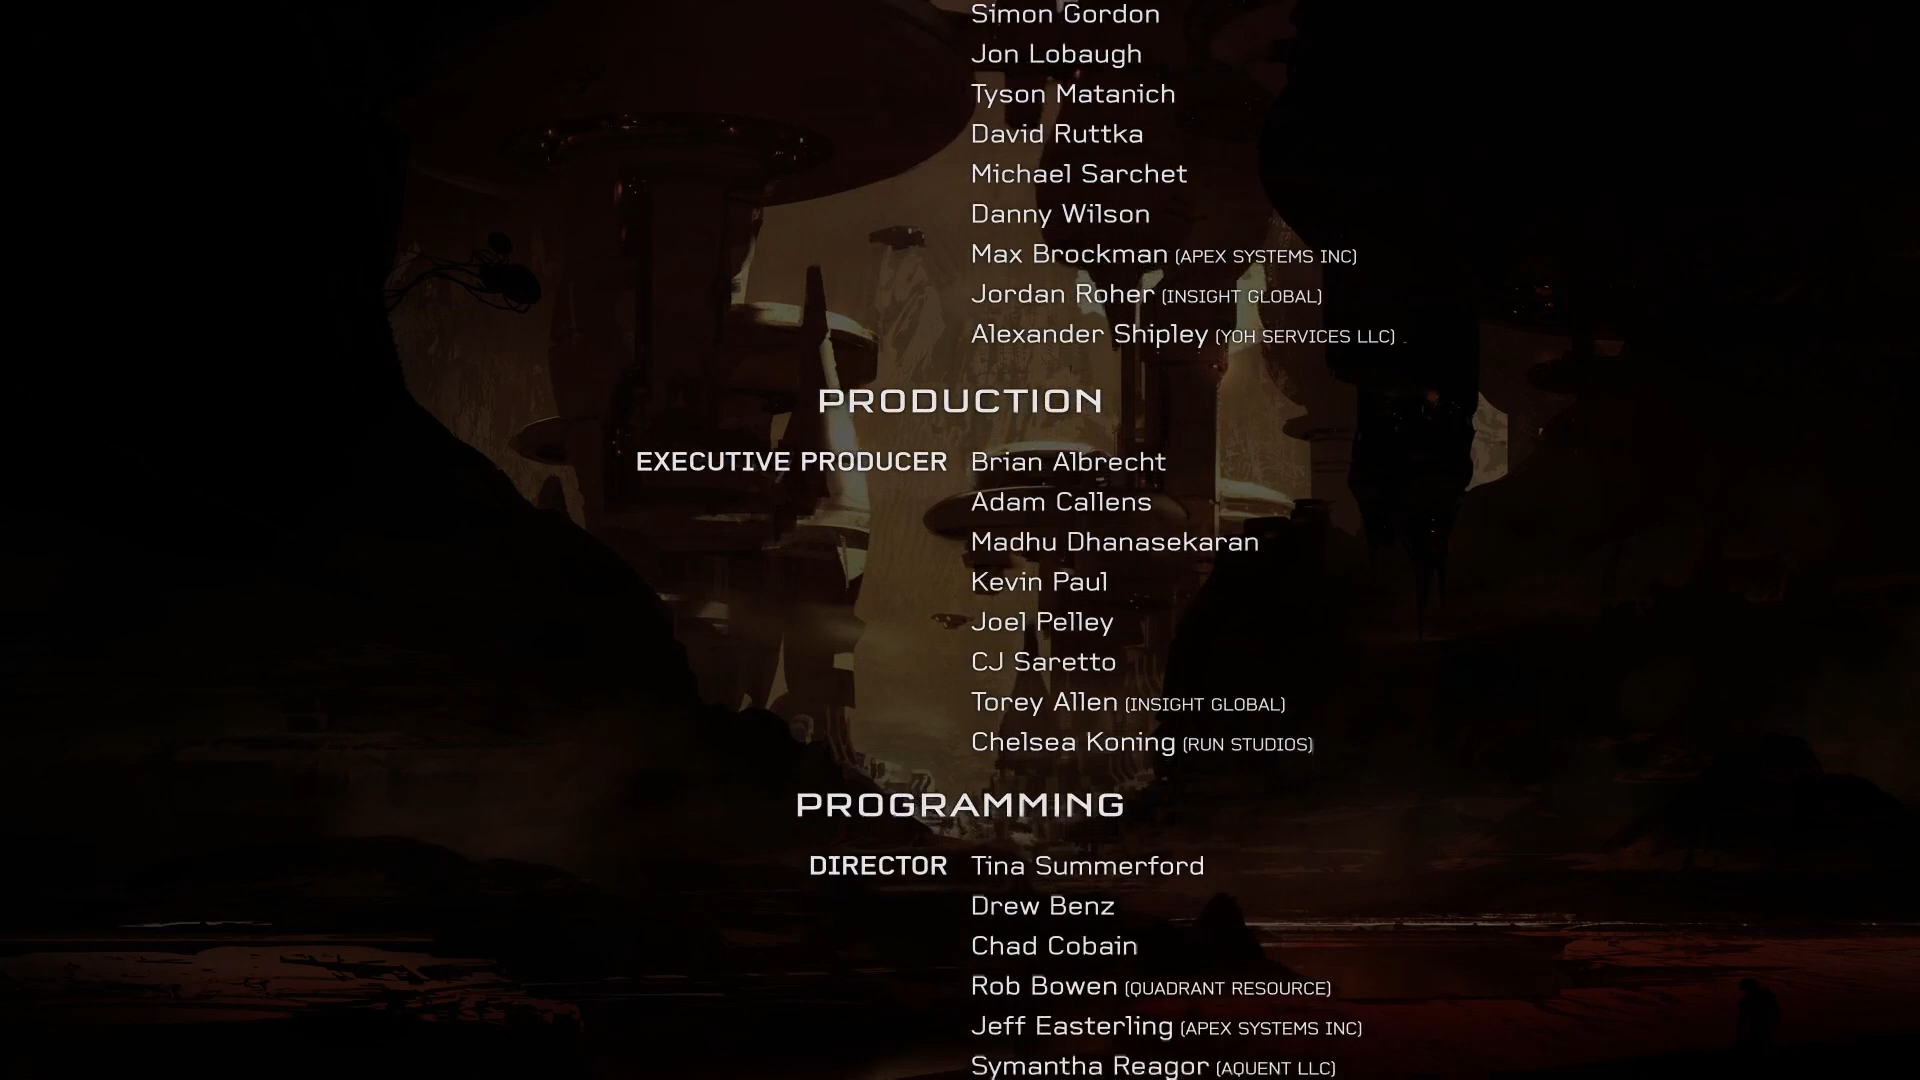 Simon Gordon
Jon Lobaugh
Tyson Matanich
David Ruttka
Michael Sarchet
Danny Wilson
Max Brockman (APEX SYSTEMS INC)
Jordan Roher (INSIGHT GLOBAL)
Alexander Shipley (YOH SERVICES LLC)
PRODUCTION
EXECUTIVE PRODUCER Brian Albrecht
Adam Callens
Madhu Dhanasekaran
Kevin Paul
Joel Pelley
CJ Saretto
Torey Allen (INSIGHT GLOBAL)
Chelsea Koning (RUN STUDIOS)
PROGRAMMING
DIRECTOR Tina Summerford
Drew Benz
Chad Cobain
Rob Bowen (QUADRANT RESOURCE)
Jeff Easterling (APEX SYSTEMS INC)
Symantha Reagor (AQUENT LLC)